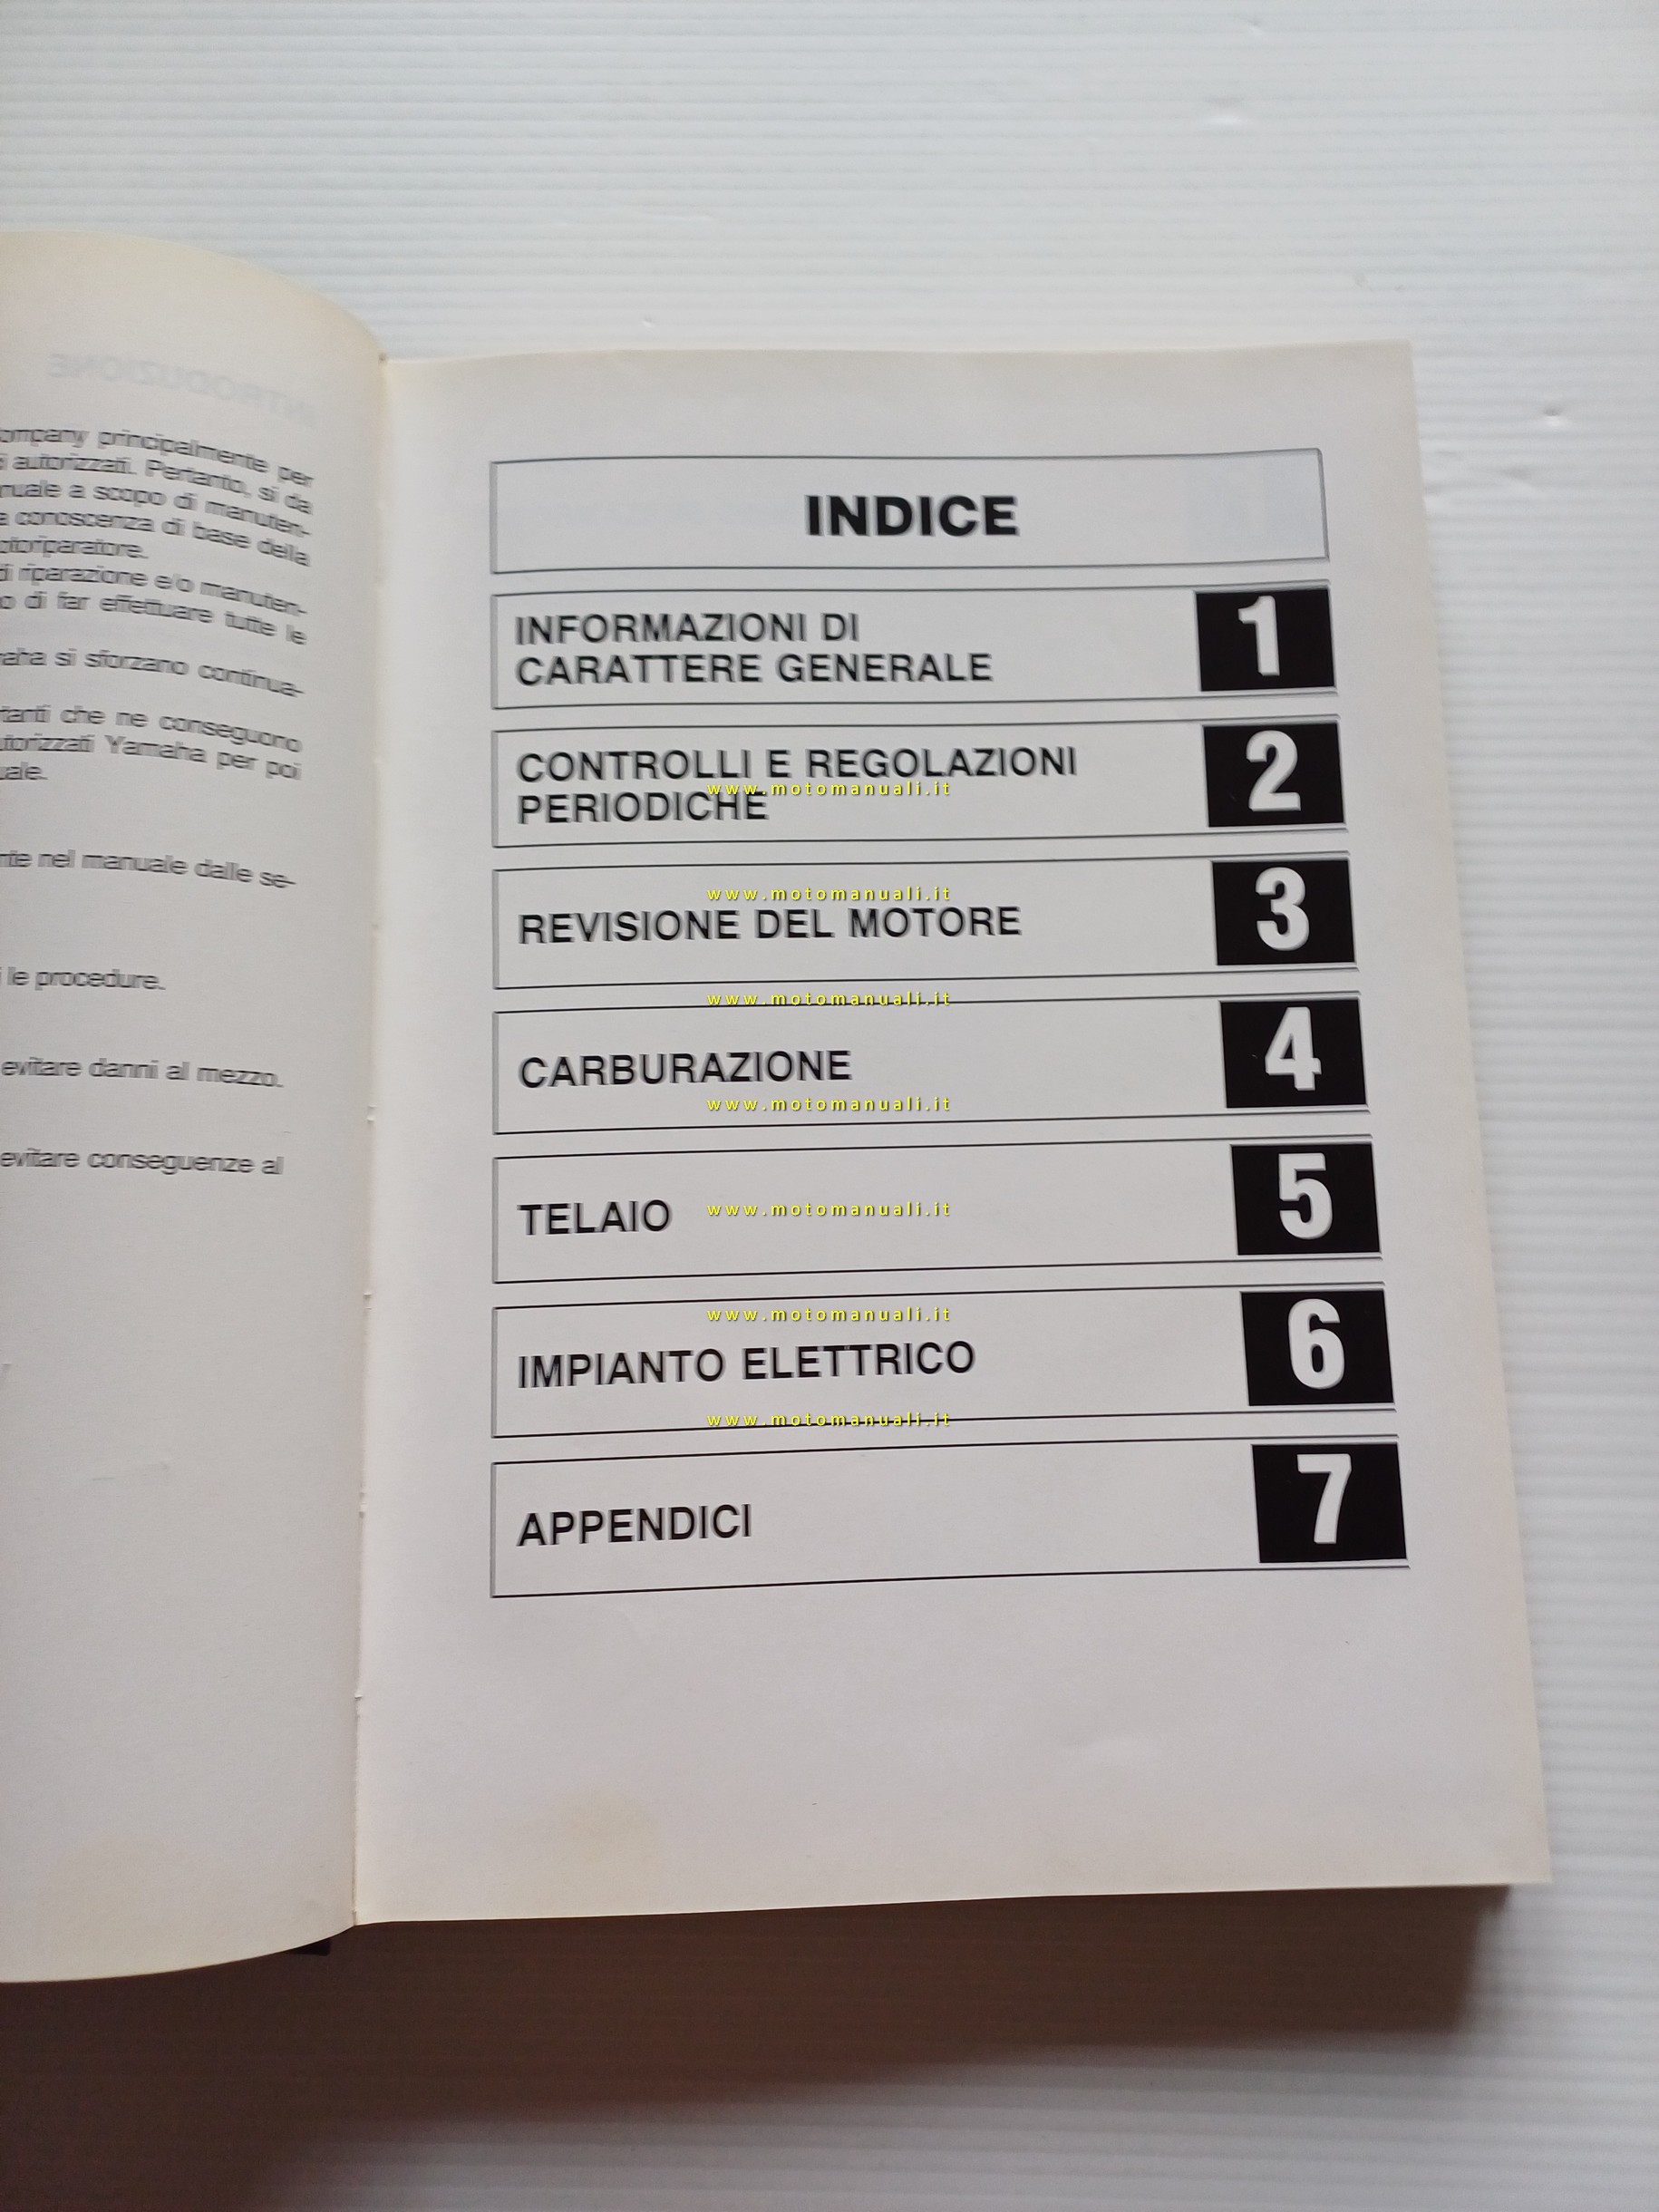 INTRODUZIONE
ompany principalmente per
autorizzati. Pertanto, si da
nuale a scopo di manuten-
a conoscenza di base della
otoriparatore.
di riparazione e/o manuten-
o di far effettuare tutte le
maha si sforzano continua-
rtanti che ne conseguono
utorizzati Yamaha per poi
uale.
nte nel manuale dalle se-
le procedure.
evitare danni al mezzo.
evitare conseguenze al
INDICE
INFORMAZIONI DI
CARATTERE GENERALE
1
CONTROLLI E REGOLAZIONI
PERIODICHE
2
www.motomanuali.it
www.motomanuali.it
REVISIONE DEL MOTORE
3
www.motomanuali.it
CARBURAZIONE
4
www.motomanuali.it
TELAIO
5
www.motomanuali.it
www.motomanuali.it
IMPIANTO ELETTRICO
6
www.motomanuali.it
APPENDICI
7